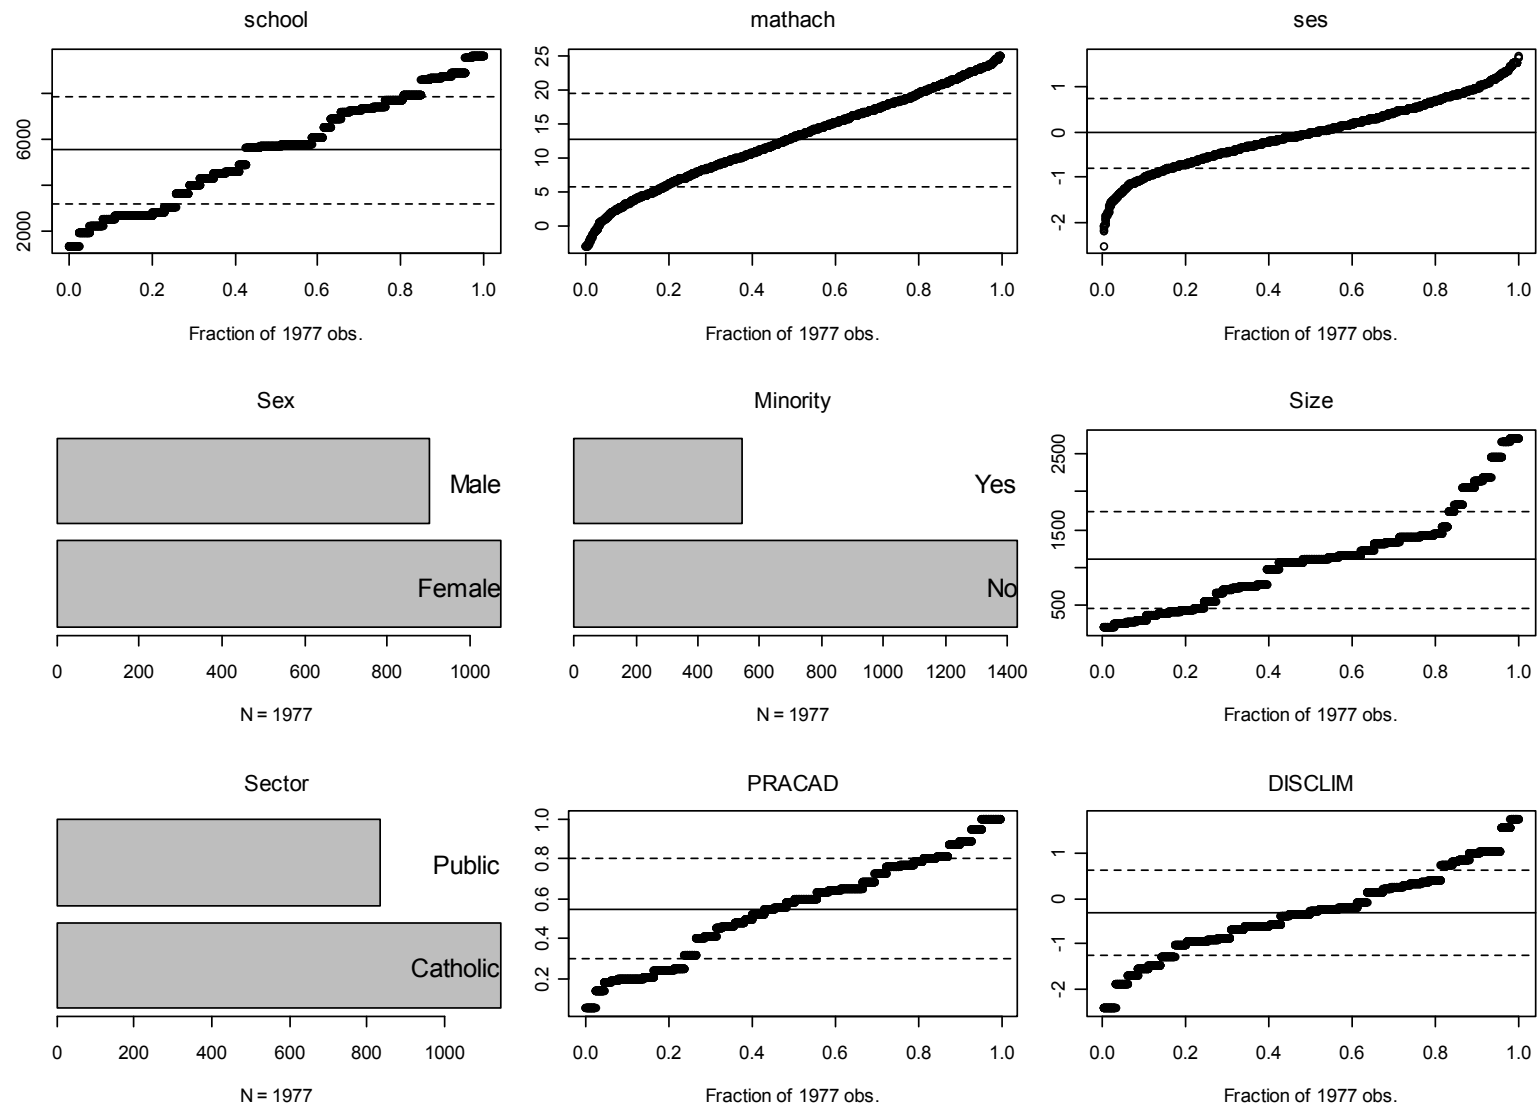 school
mathach
ses
2000 6000
0 5 10 15 20 25
-2 -1 0 1
0.0 0.2 0.4 0.6 0.8 1.0
0.0 0.2 0.4 0.6 0.8 1.0
0.0 0.2 0.4 0.6 0.8 1.0
Fraction of 1977 obs.
Fraction of 1977 obs.
Fraction of 1977 obs.
Sex
Minority
Size
Male
Female
Yes
No
500 1500 2500
0 200 400 600 800 1000
0 200 400 600 800 1000 1200 1400
0.0 0.2 0.4 0.6 0.8 1.0
N = 1977
N = 1977
Fraction of 1977 obs.
Sector
PRACAD
DISCLIM
Public
Catholic
0.2 0.4 0.6 0.8 1.0
-2 -1 0 1
0 200 400 600 800 1000
0.0 0.2 0.4 0.6 0.8 1.0
0.0 0.2 0.4 0.6 0.8 1.0
N = 1977
Fraction of 1977 obs.
Fraction of 1977 obs.